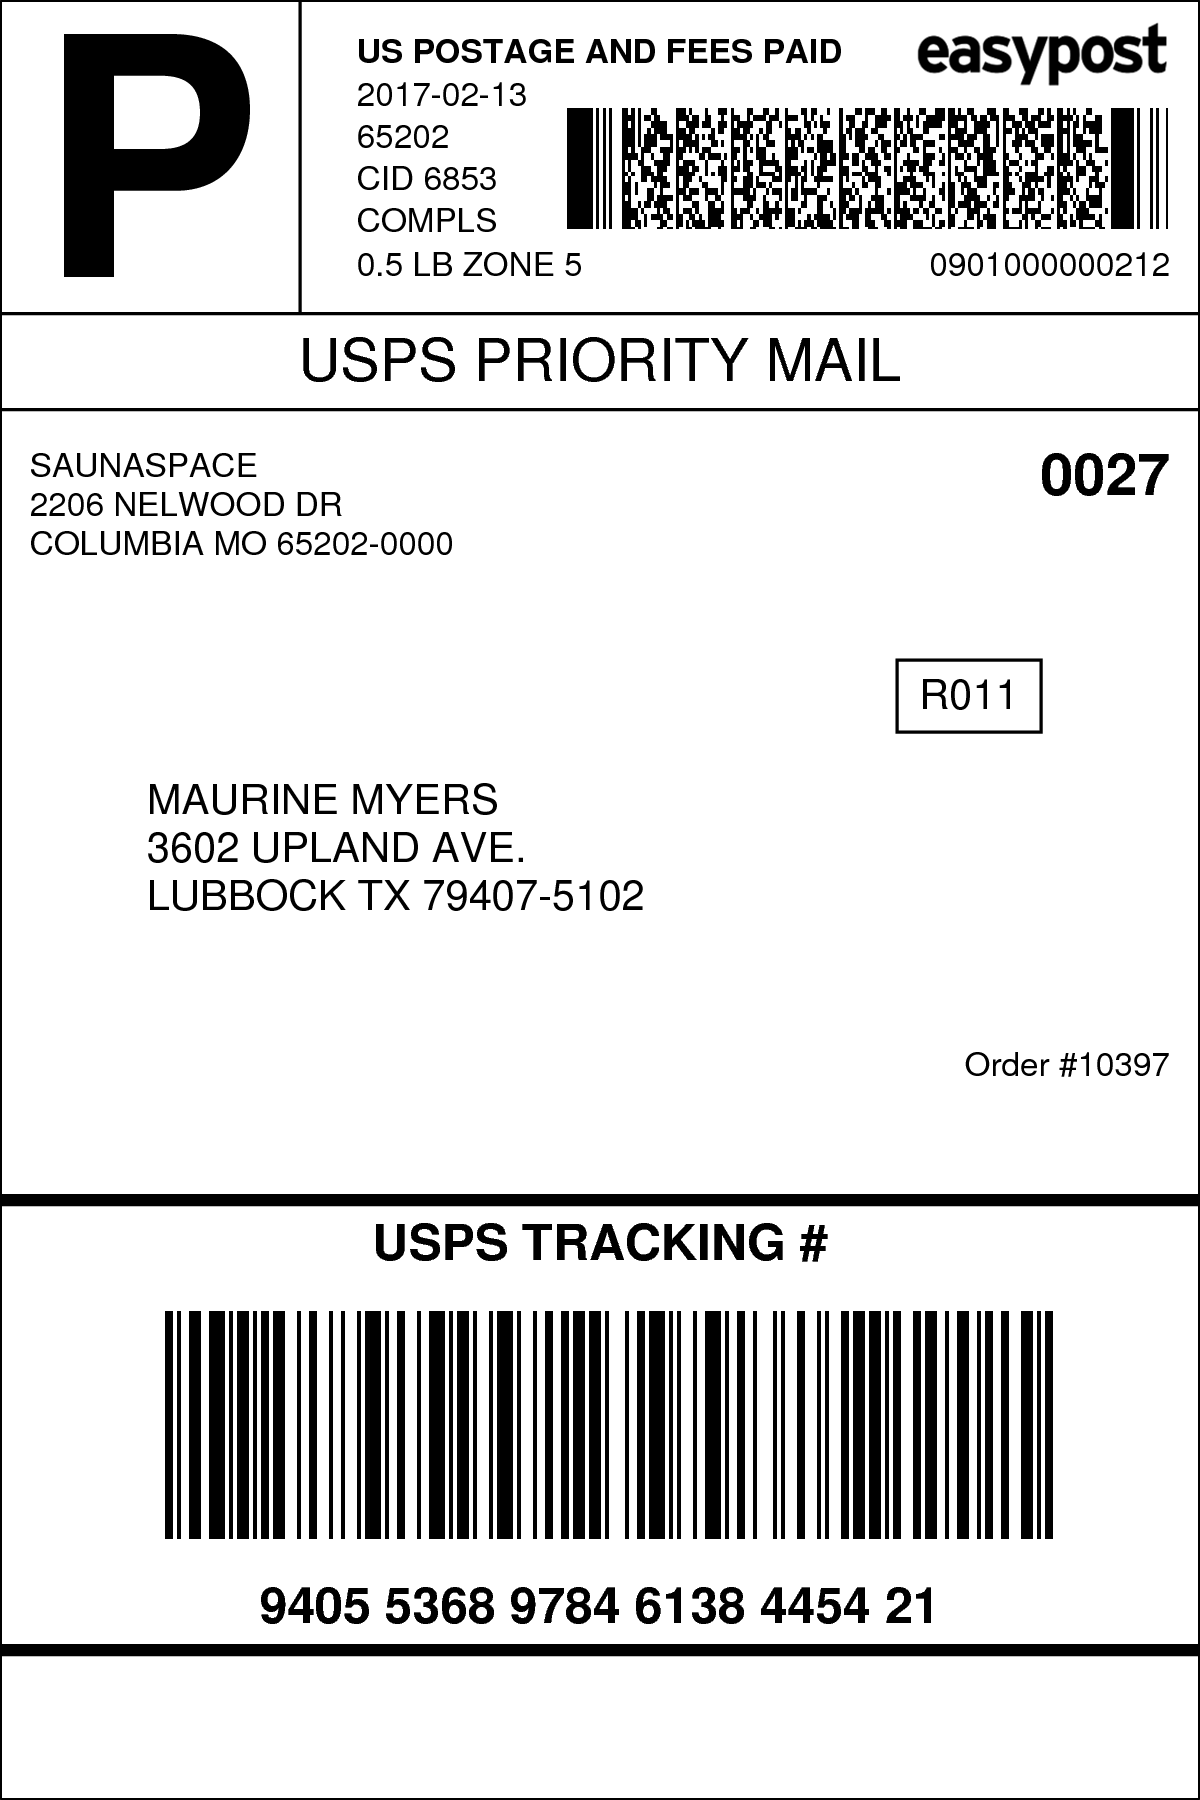 P
US POSTAGE AND FEES PAID
easypost
2017-02-13
65202
CID 6853
COMPLS
0.5 LB ZONE 5
0901000000212
USPS PRIORITY MAIL
SAUNASPACE
2206 NELWOOD DR
COLUMBIA MO 65202-0000
0027
R011
MAURINE MYERS
3602 UPLAND AVE.
LUBBOCK TX 79407-5102
Order #10397
USPS TRACKING #
9405 5368 9784 6138 4454 21